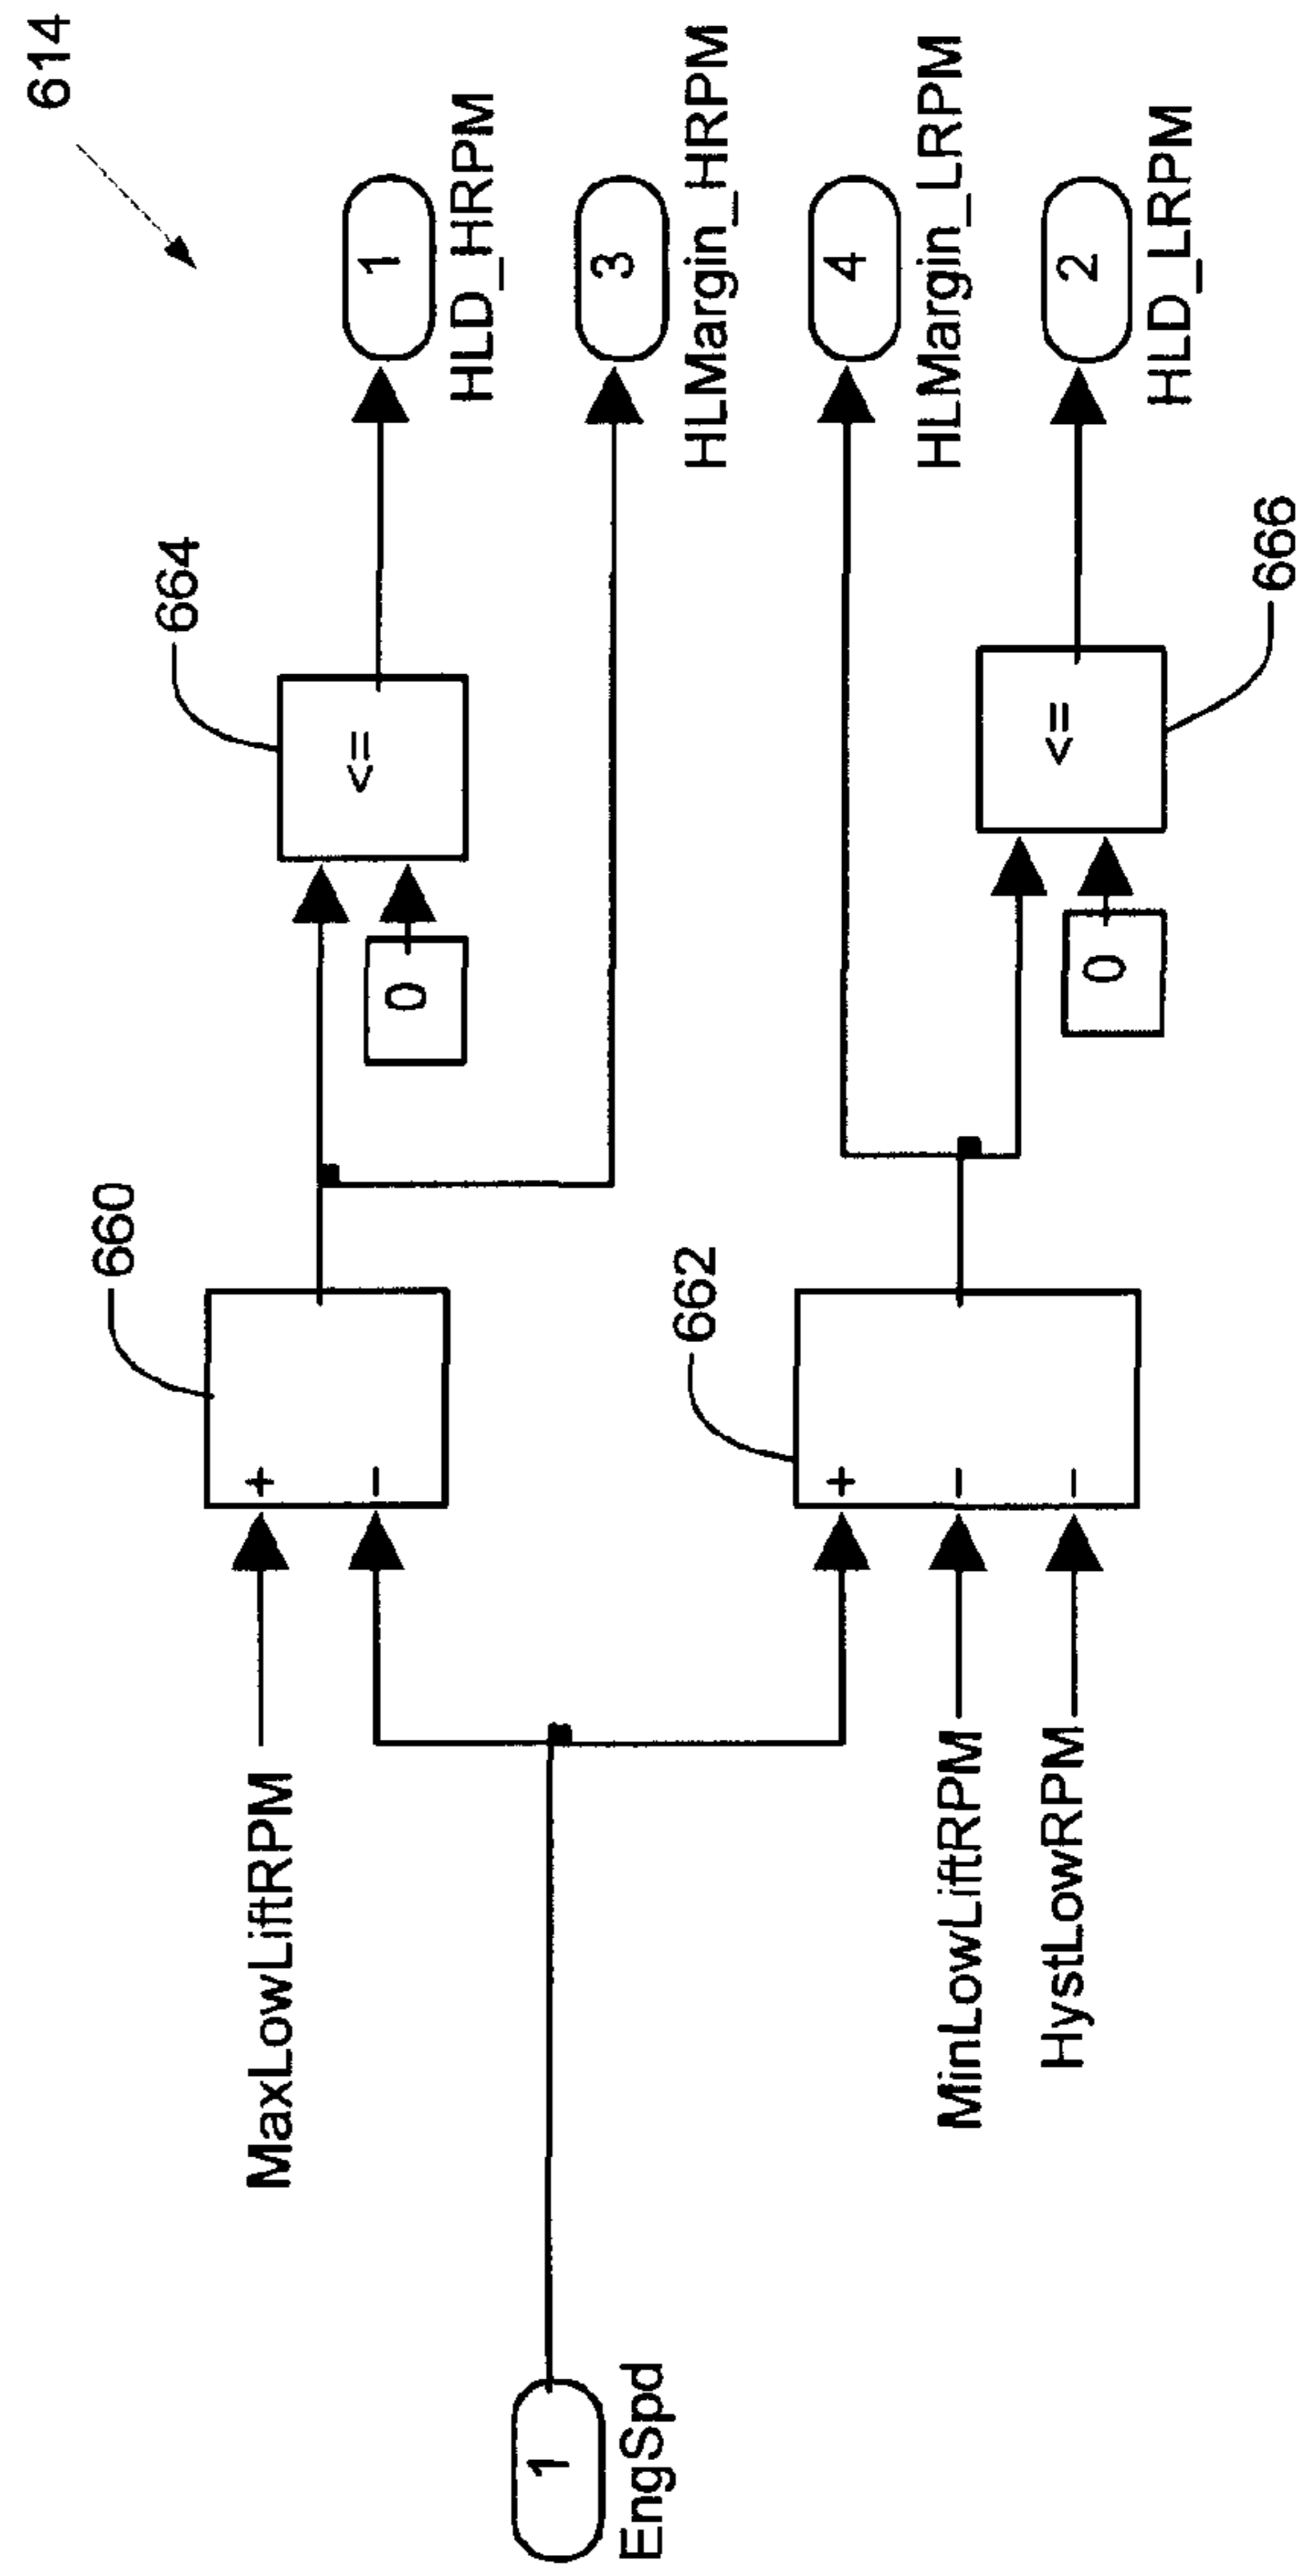 614
660
664
MaxLowLiftRPM
+
−
<=
0
1
HLD_HRPM
3
HLMargin_HRPM
1
EngSpd
662
4
HLMargin_LRPM
+
−
−
MinLowLiftRPM
HystLowRPM
<=
0
2
HLD_LRPM
666